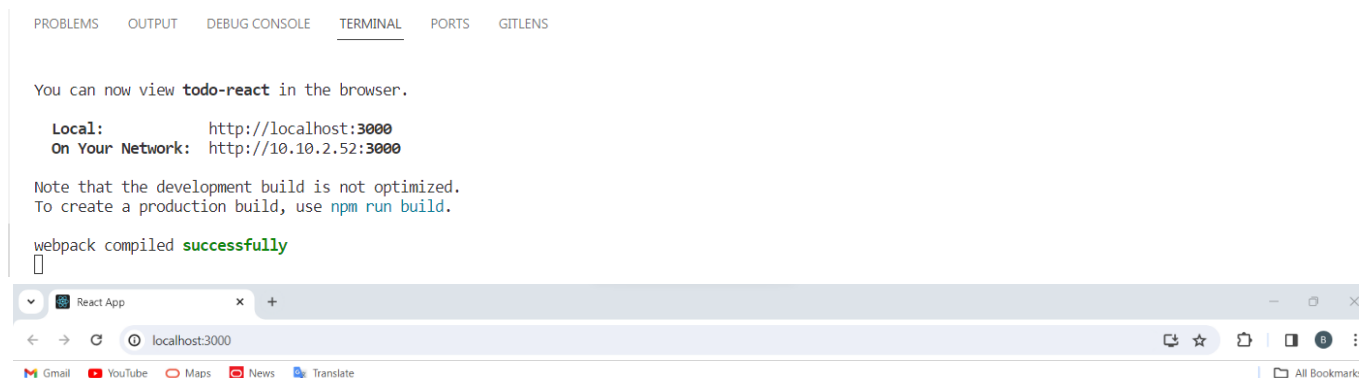 PROBLEMS OUTPUT DEBUG CONSOLE TERMINAL PORTS GITLENS
You can now view todo-react in the browser.
Local: http://localhost:3000
On Your Network: http://10.10.2.52:3000
Note that the development build is not optimized.
To create a production build, use npm run build.
webpack compiled successfully
React App
localhost:3000
B
Gmail YouTube Maps News Translate All Bookmarks